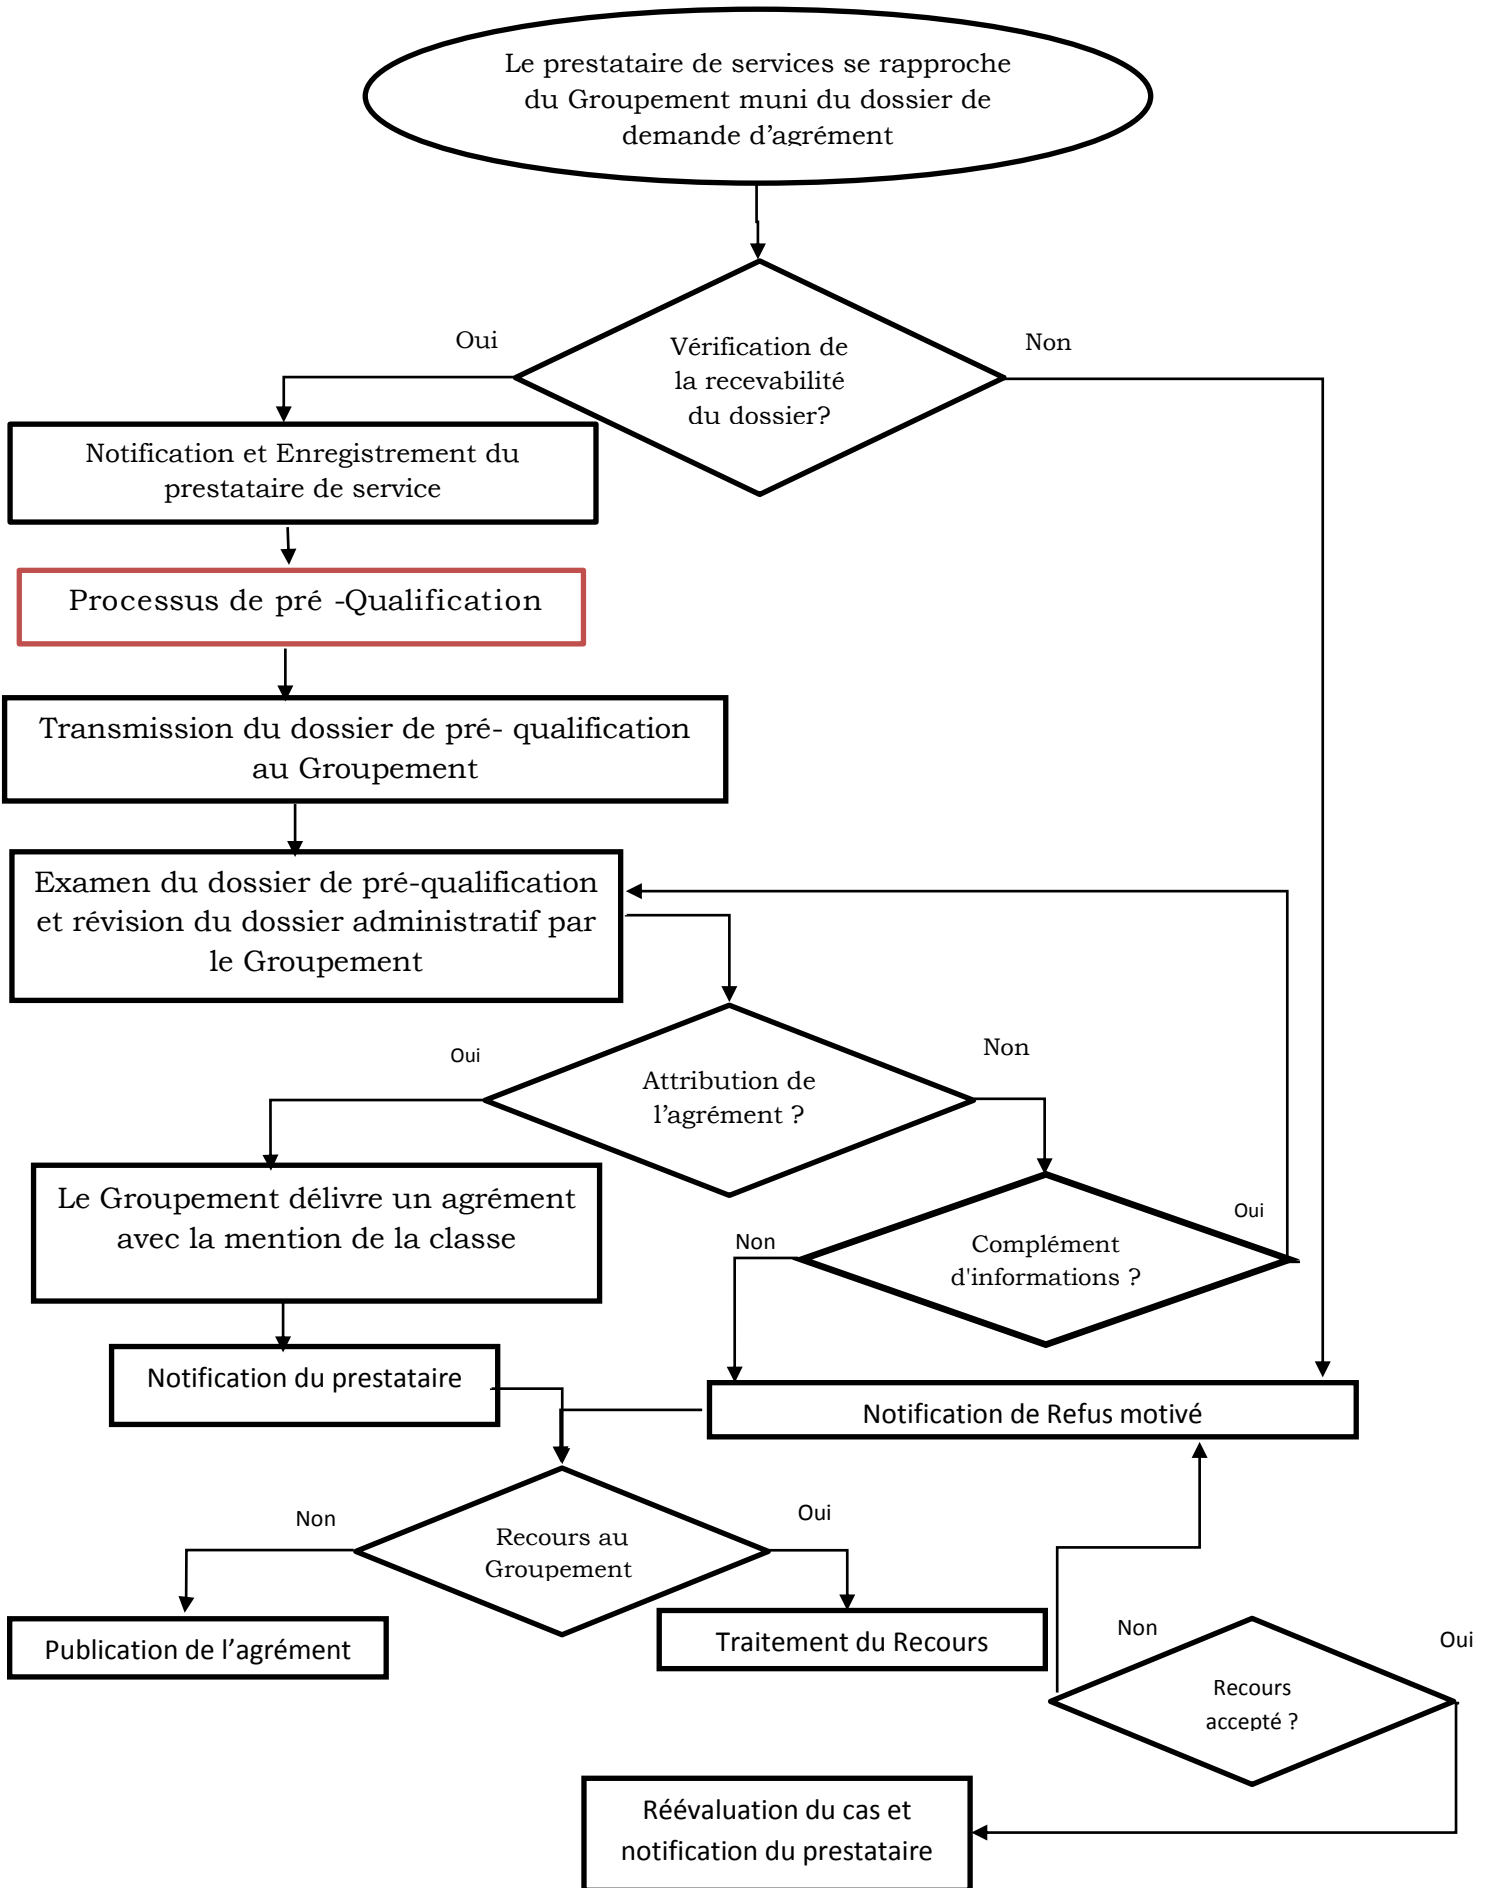 Le prestataire de services se rapproche
du Groupement muni du dossier de
demande d’agrément
Oui
Non
Vérification de
la recevabilité
du dossier?
Notification et Enregistrement du
prestataire de service
Processus de pré -Qualification
Transmission du dossier de pré- qualification
au Groupement
Examen du dossier de pré-qualification
et révision du dossier administratif par
le Groupement
Oui
Non
Attribution de
l’agrément ?
Le Groupement délivre un agrément
avec la mention de la classe
Non
Oui
Complément
d'informations ?
Notification du prestataire
Notification de Refus motivé
Non
Oui
Recours au
Groupement
Publication de l’agrément
Traitement du Recours
Non
Oui
Recours
accepté ?
Réévaluation du cas et
notification du prestataire